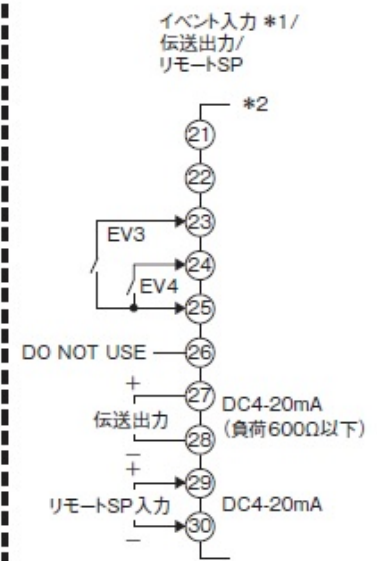 イベント入力 *1/
伝送出力/
リモートSP
*2
21
22
23
EV3
24
EV4
25
DO NOT USE
26
+
27
DC4-20mA
伝送出力
(負荷600Ω以下)
28
−
+
29
リモートSP入力
DC4-20mA
30
−